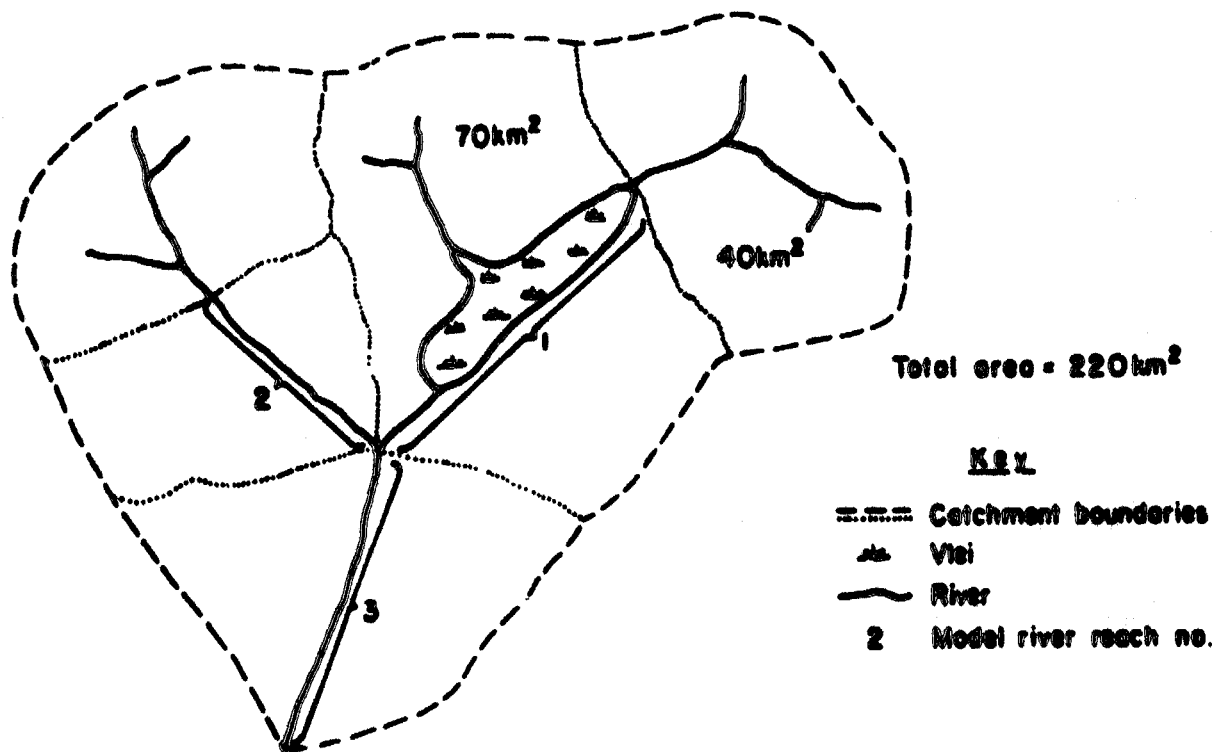 70km²
40km²
1
2
3
Total area = 220km²
Key
Catchment boundaries
Vlei
River
2 Model river reach no.